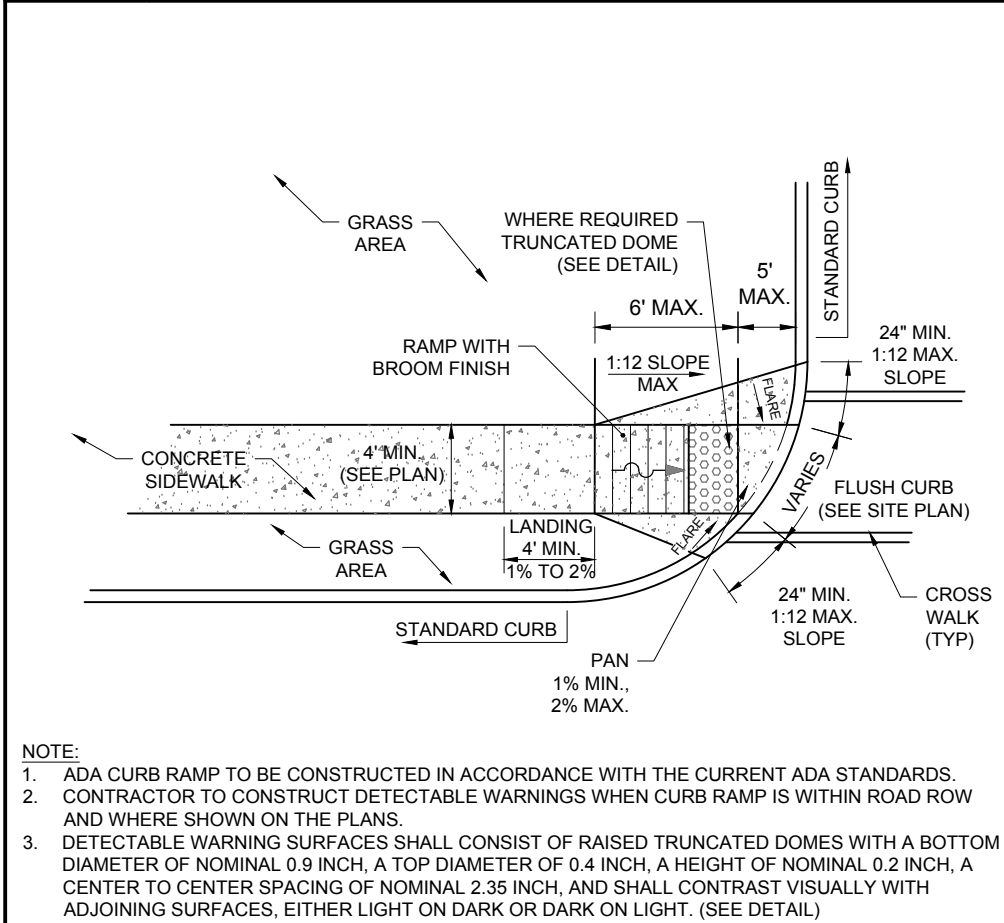 GRASS
AREA
WHERE REQUIRED
TRUNCATED DOME
(SEE DETAIL)
5'
MAX.
6' MAX.
STANDARD CURB
24" MIN.
1:12 MAX.
SLOPE
RAMP WITH
BROOM FINISH
1:12 SLOPE
MAX
FLARE
CONCRETE
SIDEWALK
4' MIN.
(SEE PLAN)
VARIES
FLUSH CURB
(SEE SITE PLAN)
FLARE
LANDING
4' MIN.
1% TO 2%
GRASS
AREA
24" MIN.
1:12 MAX.
SLOPE
CROSS
WALK
(TYP)
STANDARD CURB
PAN
1% MIN.,
2% MAX.
NOTE:
1. ADA CURB RAMP TO BE CONSTRUCTED IN ACCORDANCE WITH THE CURRENT ADA STANDARDS.
2. CONTRACTOR TO CONSTRUCT DETECTABLE WARNINGS WHEN CURB RAMP IS WITHIN ROAD ROW
AND WHERE SHOWN ON THE PLANS.
3. DETECTABLE WARNING SURFACES SHALL CONSIST OF RAISED TRUNCATED DOMES WITH A BOTTOM
DIAMETER OF NOMINAL 0.9 INCH, A TOP DIAMETER OF 0.4 INCH, A HEIGHT OF NOMINAL 0.2 INCH, A
CENTER TO CENTER SPACING OF NOMINAL 2.35 INCH, AND SHALL CONTRAST VISUALLY WITH
ADJOINING SURFACES, EITHER LIGHT ON DARK OR DARK ON LIGHT. (SEE DETAIL)